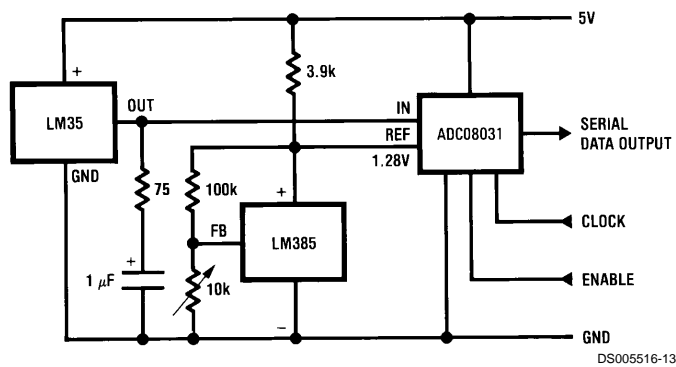 5V
+
3.9k
OUT
IN
LM35
REF
ADC08031
SERIAL
DATA OUTPUT
1.28V
GND
75
100k
+
CLOCK
FB
LM385
+
1 μF
10k
ENABLE
−
GND
DS005516-13